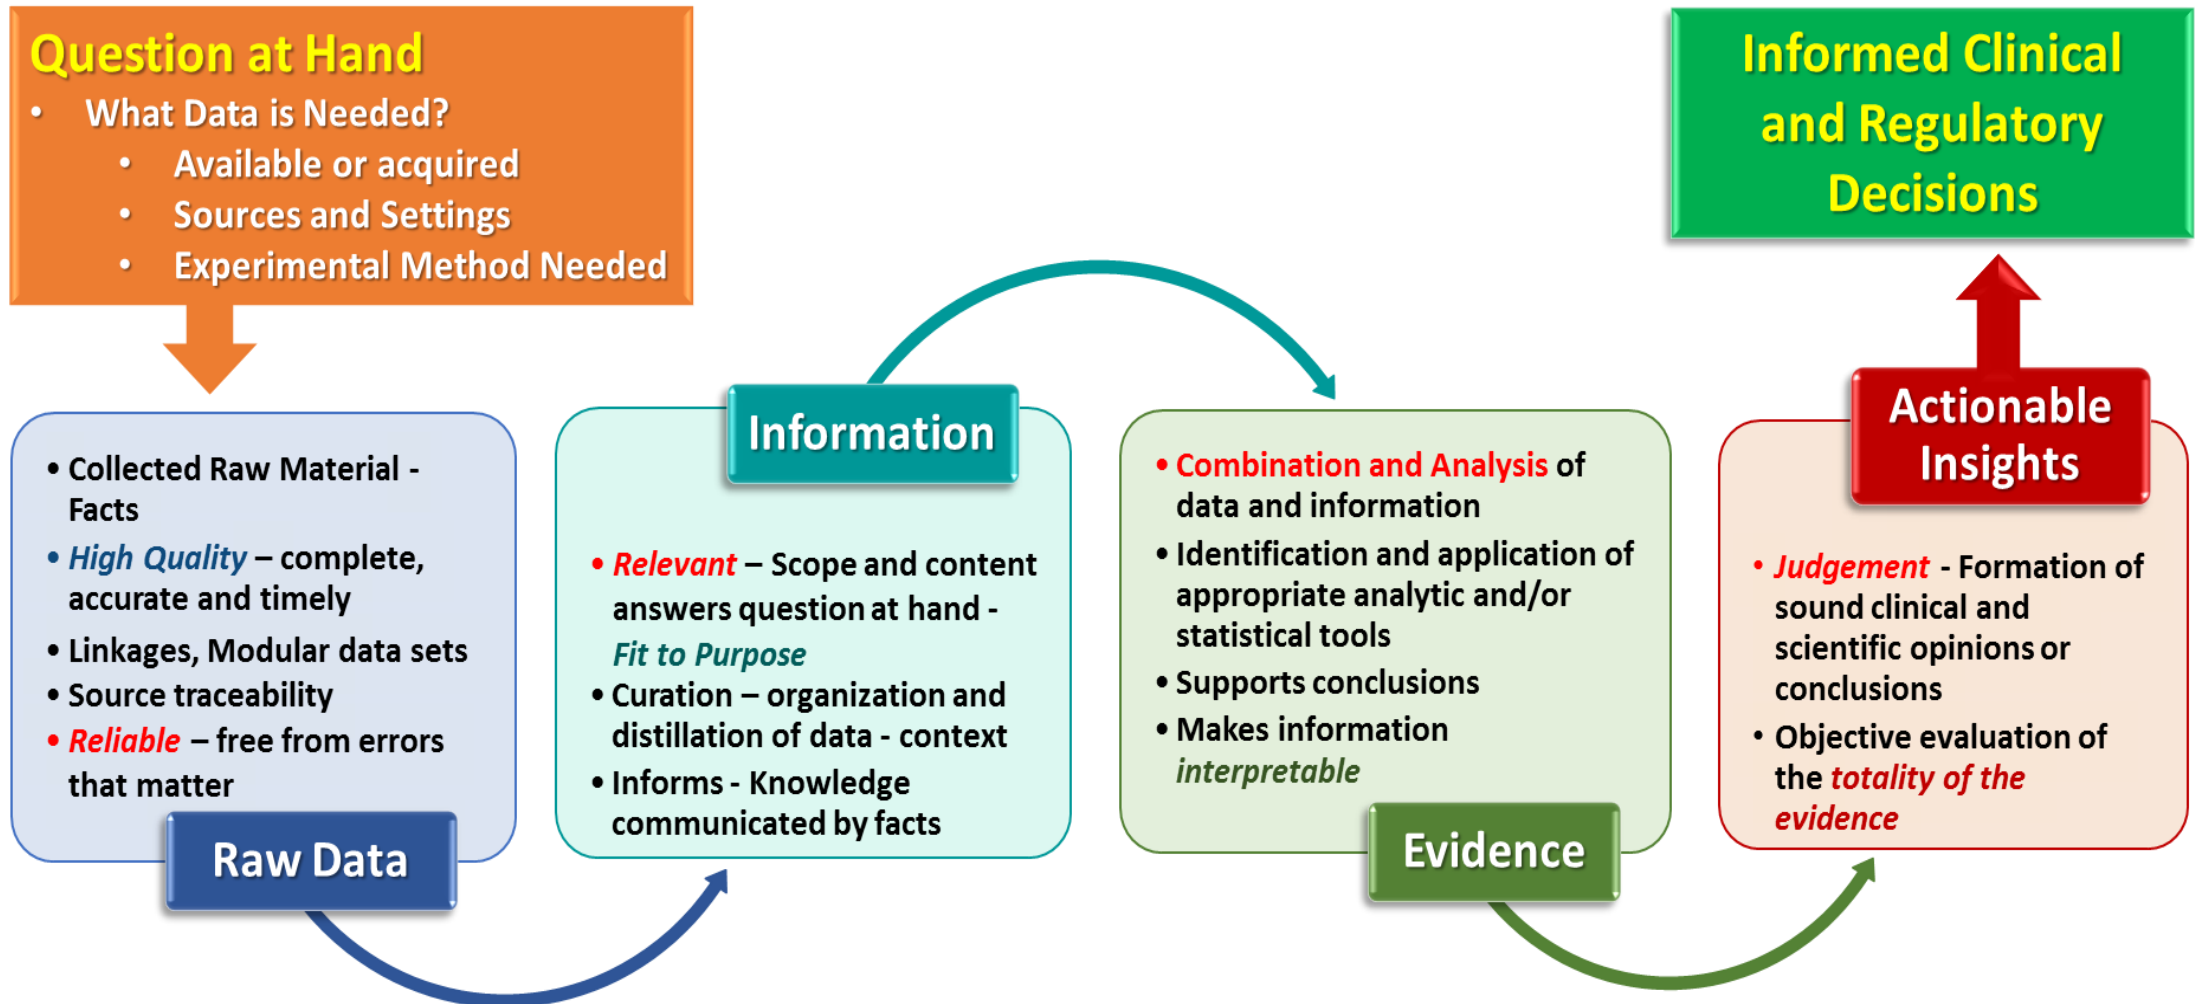 Question at Hand
• What Data is Needed?
• Available or acquired
• Sources and Settings
• Experimental Method Needed
• Collected Raw Material -
Facts
• High Quality – complete,
accurate and timely
• Linkages, Modular data sets
• Source traceability
• Reliable – free from errors
that matter
Raw Data
Information
• Relevant – Scope and content
answers question at hand -
Fit to Purpose
• Curation – organization and
distillation of data - context
• Informs - Knowledge
communicated by facts
• Combination and Analysis of
data and information
• Identification and application of
appropriate analytic and/or
statistical tools
• Supports conclusions
• Makes information
interpretable
Evidence
Actionable
Insights
• Judgement - Formation of
sound clinical and
scientific opinions or
conclusions
• Objective evaluation of
the totality of the
evidence
Informed Clinical
and Regulatory
Decisions